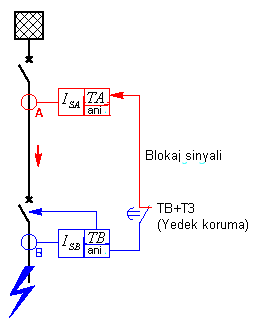 I_SA TA
ani
A
Blokaj sinyali
TB+T3
(Yedek koruma)
I_SB TB
ani
B